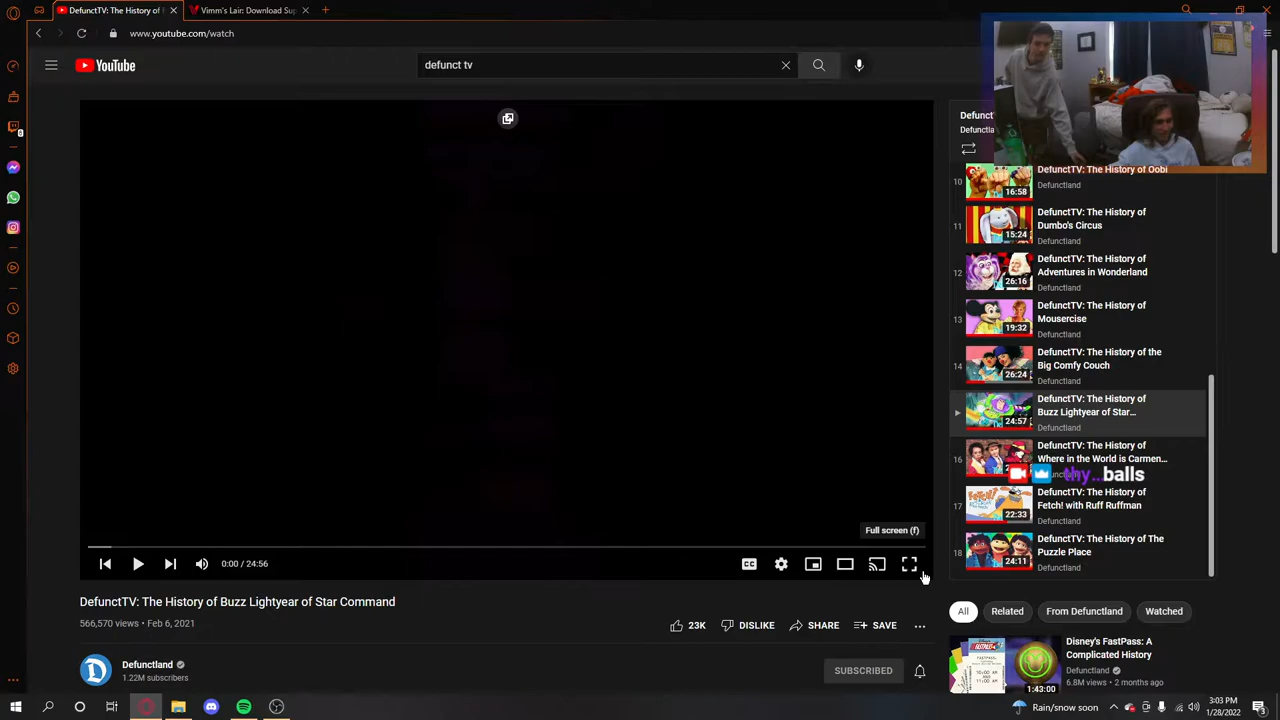 DefunctTV: The History of
Vimm's Lair: Download Sup
www.youtube.com/watch
YouTube
defunct tv
Defunct
Defunctla
10
16:58
DefunctTV: The History of Oobi
Defunctland
11
15:24
DefunctTV: The History of
Dumbo's Circus
Defunctland
12
26:16
DefunctTV: The History of
Adventures in Wonderland
Defunctland
13
19:32
DefunctTV: The History of
Mousercise
Defunctland
14
26:24
DefunctTV: The History of the
Big Comfy Couch
Defunctland
24:57
DefunctTV: The History of
Buzz Lightyear of Star...
Defunctland
16
DefunctTV: The History of
Where in the World is Carmen...
thy...balls
17
22:33
DefunctTV: The History of
Fetch! with Ruff Ruffman
Defunctland
18
24:11
DefunctTV: The History of The
Puzzle Place
Defunctland
Full screen (f)
0:00 / 24:56
DefunctTV: The History of Buzz Lightyear of Star Command
566,570 views • Feb 6, 2021
23K
DISLIKE
SHARE
SAVE
Defunctland
1.22M subscribers
SUBSCRIBED
All
Related
From Defunctland
Watched
Disney's FastPass: A
Complicated History
Defunctland
6.8M views • 2 months ago
1:43:00
Rain/snow soon
3:03 PM
1/28/2022